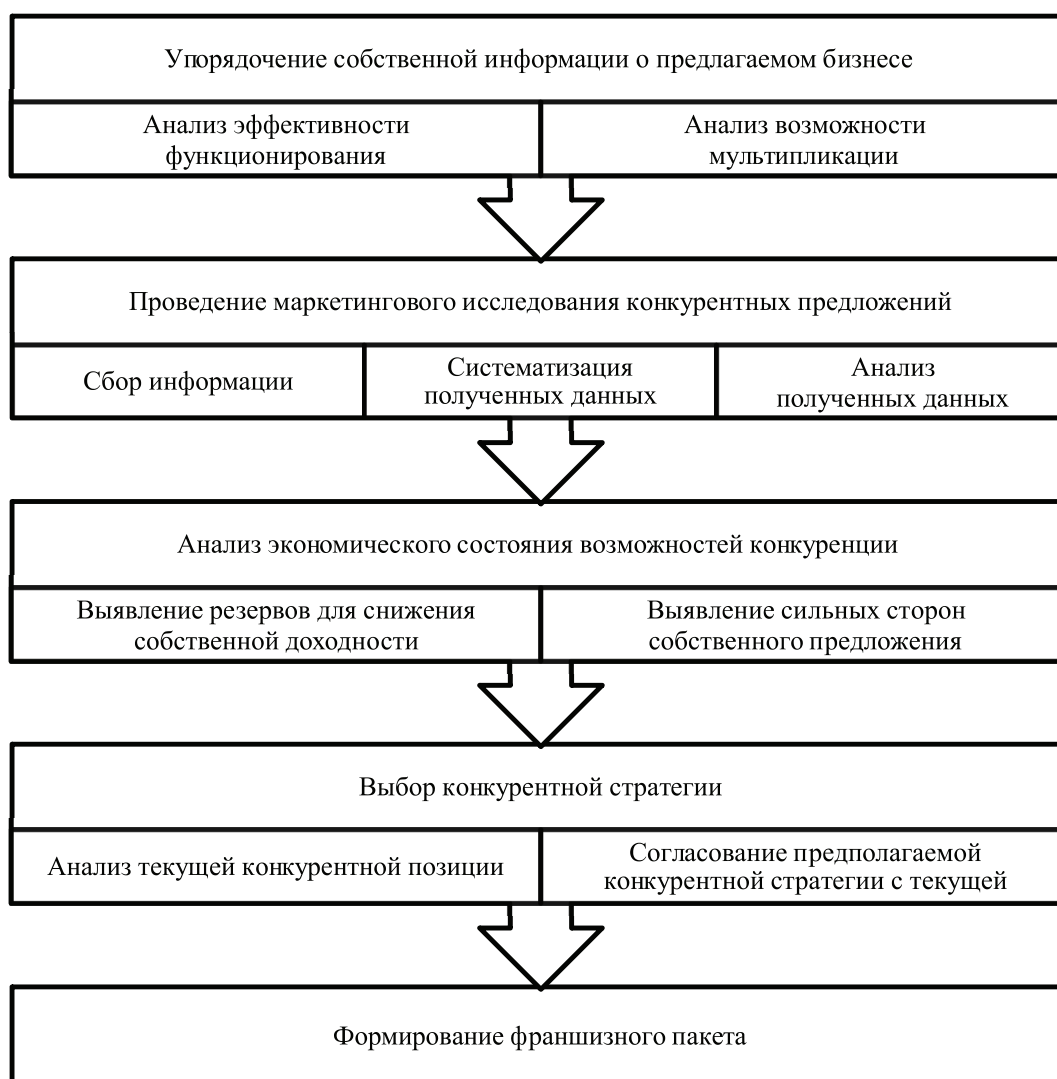 Упорядочение собственной информации о предлагаемом бизнесе
Анализ эффективности
функционирования
Анализ возможности
мультипликации
Проведение маркетингового исследования конкурентных предложений
Сбор информации
Систематизация
полученных данных
Анализ
полученных данных
Анализ экономического состояния возможностей конкуренции
Выявление резервов для снижения
собственной доходности
Выявление сильных сторон
собственного предложения
Выбор конкурентной стратегии
Анализ текущей конкурентной позиции
Согласование предполагаемой
конкурентной стратегии с текущей
Формирование франшизного пакета